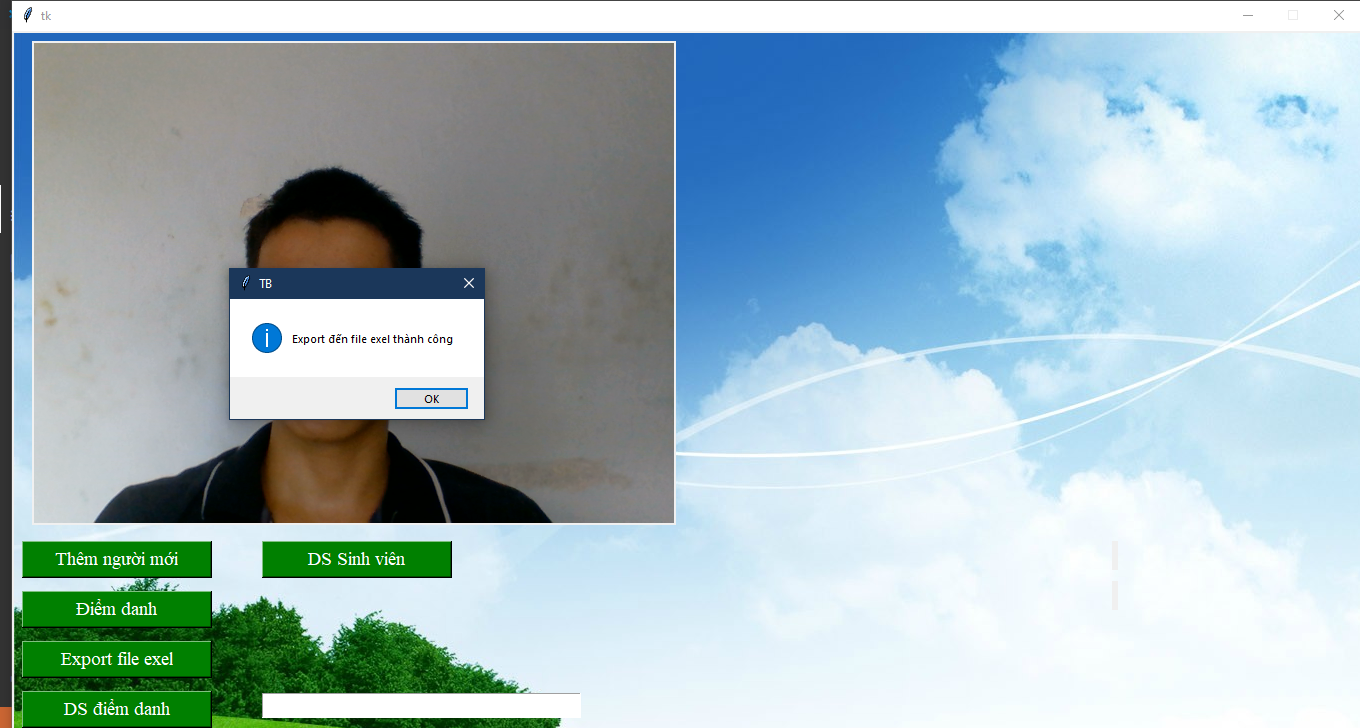 tk
TB
Export đến file exel thành công
OK
Thêm người mới
DS Sinh viên
Điểm danh
Export file exel
DS điểm danh